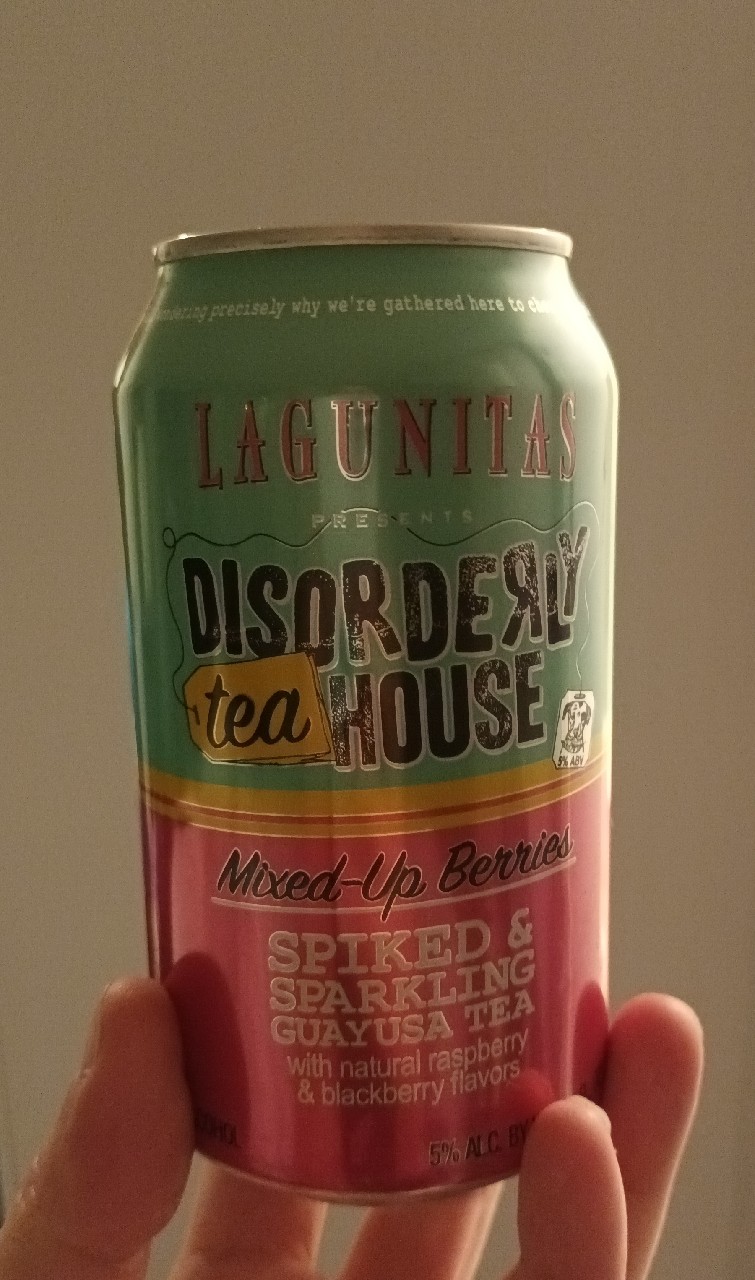 precisely why we're gathered here to
LAGUNITAS
PRESENTS
DISORDERLY
tea HOUSE
5% ABV
Mixed-Up Berries
SPIKED &
SPARKLING
GUAYUSA TEA
with natural raspberry
& blackberry flavors
5% ALC. BY